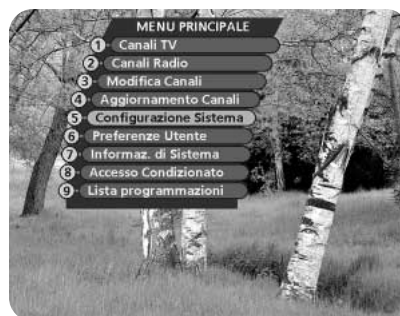 MENU PRINCIPALE
1 Canali TV
2 Canali Radio
3 Modifica Canali
4 Aggiornamento Canali
5 Configurazione Sistema
6 Preferenze Utente
7 Informaz. di Sistema
8 Accesso Condizionato
9 Lista programmazioni